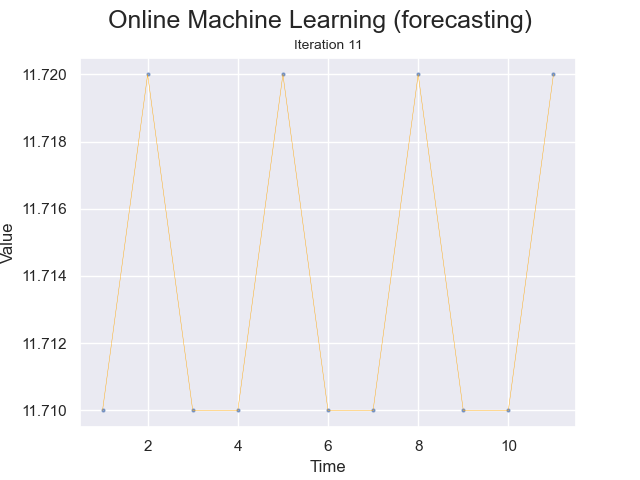 Online Machine Learning (forecasting)
Iteration 11
11.720
11.718
11.716
11.714
11.712
11.710
Value
2 4 6 8 10
Time